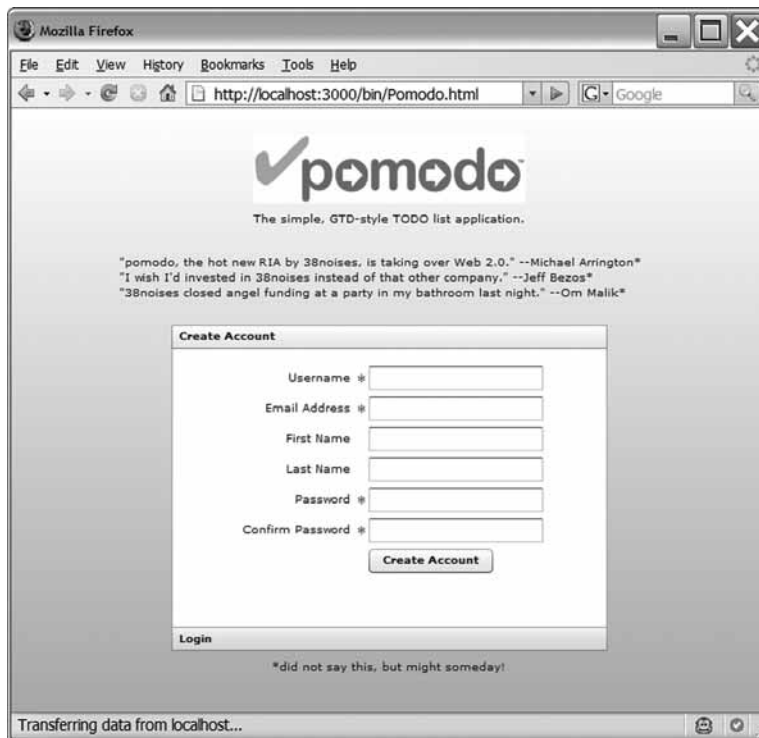 Mozilla Firefox
File Edit View History Bookmarks Tools Help
http://localhost:3000/bin/Pomodo.html G Google
pomodo™
The simple, GTD-style TODO list application.
"pomodo, the hot new RIA by 38noises, is taking over Web 2.0." --Michael Arrington*
"I wish I'd invested in 38noises instead of that other company." --Jeff Bezos*
"38noises closed angel funding at a party in my bathroom last night." --Om Malik*
Create Account
Username *
Email Address *
First Name
Last Name
Password *
Confirm Password *
Create Account
Login
*did not say this, but might someday!
Transferring data from localhost...